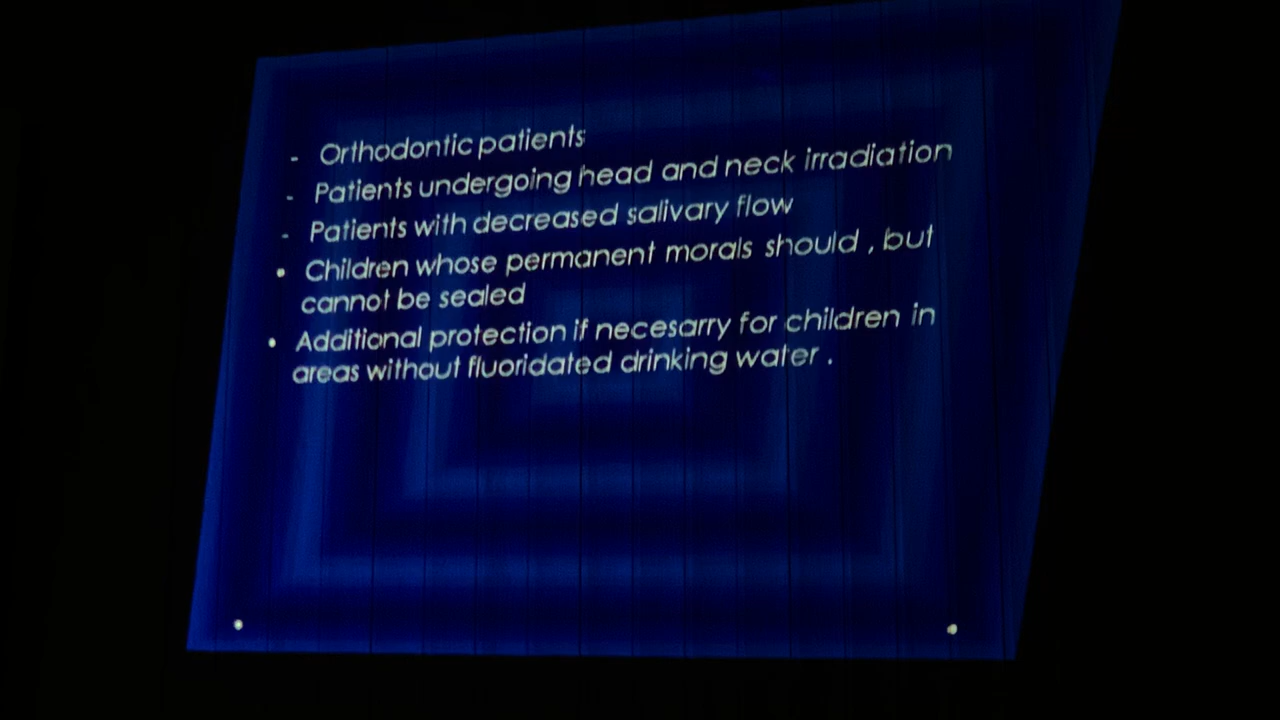 - Orthodontic patients
- Patients undergoing head and neck irradiation
- Patients with decreased salivary flow
• Children whose permanent morals should , but
cannot be sealed
• Additional protection if necesarry for children in
areas without fluoridated drinking water .